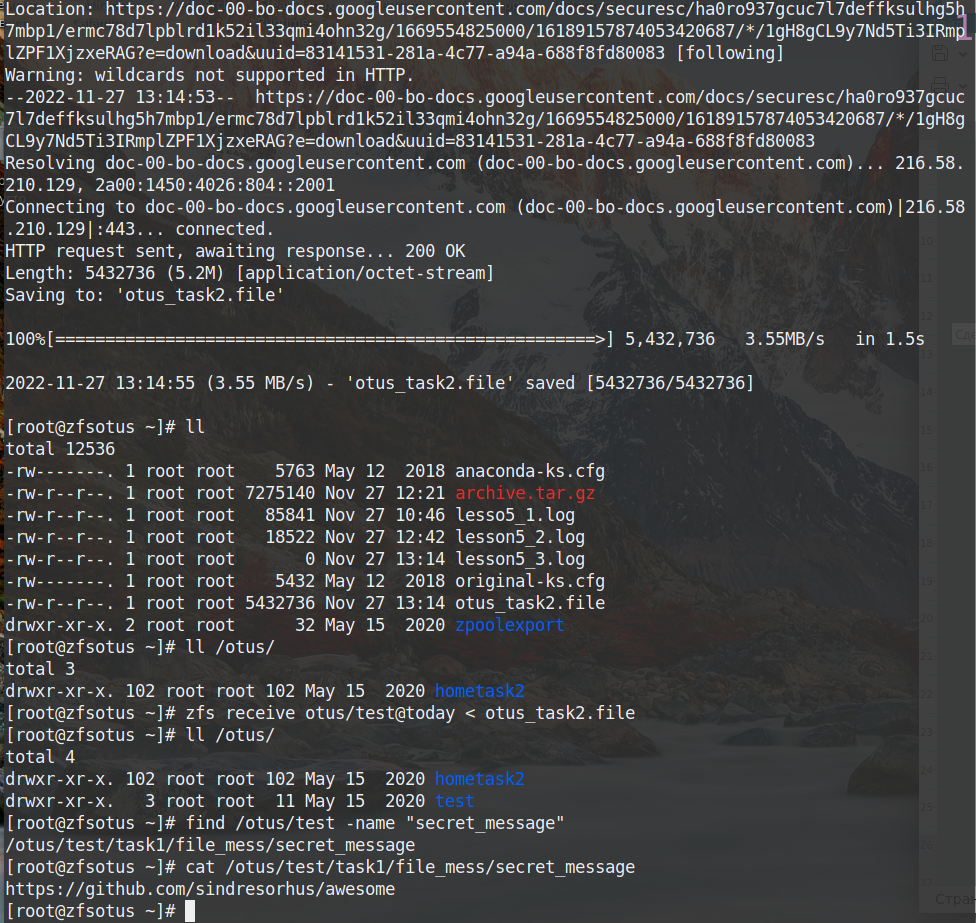 Location: https://doc-00-bo-docs.googleusercontent.com/docs/securesc/ha0ro937gcuc7l7deffksulhg5h
7mbp1/ermc78d7lpblrd1k52il33qmi4ohn32g/1669554825000/16189157874053420687/*/1gH8gCL9y7Nd5Ti3IRmp
lZPF1XjzxeRAG?e=download&uuid=83141531-281a-4c77-a94a-688f8fd80083 [following]
Warning: wildcards not supported in HTTP.
--2022-11-27 13:14:53--  https://doc-00-bo-docs.googleusercontent.com/docs/securesc/ha0ro937gcuc
7l7deffksulhg5h7mbp1/ermc78d7lpblrd1k52il33qmi4ohn32g/1669554825000/16189157874053420687/*/1gH8g
CL9y7Nd5Ti3IRmplZPF1XjzxeRAG?e=download&uuid=83141531-281a-4c77-a94a-688f8fd80083
Resolving doc-00-bo-docs.googleusercontent.com (doc-00-bo-docs.googleusercontent.com)... 216.58.
210.129, 2a00:1450:4026:804::2001
Connecting to doc-00-bo-docs.googleusercontent.com (doc-00-bo-docs.googleusercontent.com)|216.58
.210.129|:443... connected.
HTTP request sent, awaiting response... 200 OK
Length: 5432736 (5.2M) [application/octet-stream]
Saving to: 'otus_task2.file'
100%[======================================================>] 5,432,736   3.55MB/s   in 1.5s
2022-11-27 13:14:55 (3.55 MB/s) - 'otus_task2.file' saved [5432736/5432736]
[root@zfsotus ~]# ll
total 12536
-rw-------. 1 root root    5763 May 12  2018 anaconda-ks.cfg
-rw-r--r--. 1 root root 7275140 Nov 27 12:21 archive.tar.gz
-rw-r--r--. 1 root root   85841 Nov 27 10:46 lesso5_1.log
-rw-r--r--. 1 root root   18522 Nov 27 12:42 lesson5_2.log
-rw-r--r--. 1 root root       0 Nov 27 13:14 lesson5_3.log
-rw-------. 1 root root    5432 May 12  2018 original-ks.cfg
-rw-r--r--. 1 root root 5432736 Nov 27 13:14 otus_task2.file
drwxr-xr-x. 2 root root      32 May 15  2020 zpoolexport
[root@zfsotus ~]# ll /otus/
total 3
drwxr-xr-x. 102 root root 102 May 15  2020 hometask2
[root@zfsotus ~]# zfs receive otus/test@today < otus_task2.file
[root@zfsotus ~]# ll /otus/
total 4
drwxr-xr-x. 102 root root 102 May 15  2020 hometask2
drwxr-xr-x.   3 root root  11 May 15  2020 test
[root@zfsotus ~]# find /otus/test -name "secret_message"
/otus/test/task1/file_mess/secret_message
[root@zfsotus ~]# cat /otus/test/task1/file_mess/secret_message
https://github.com/sindresorhus/awesome
[root@zfsotus ~]#